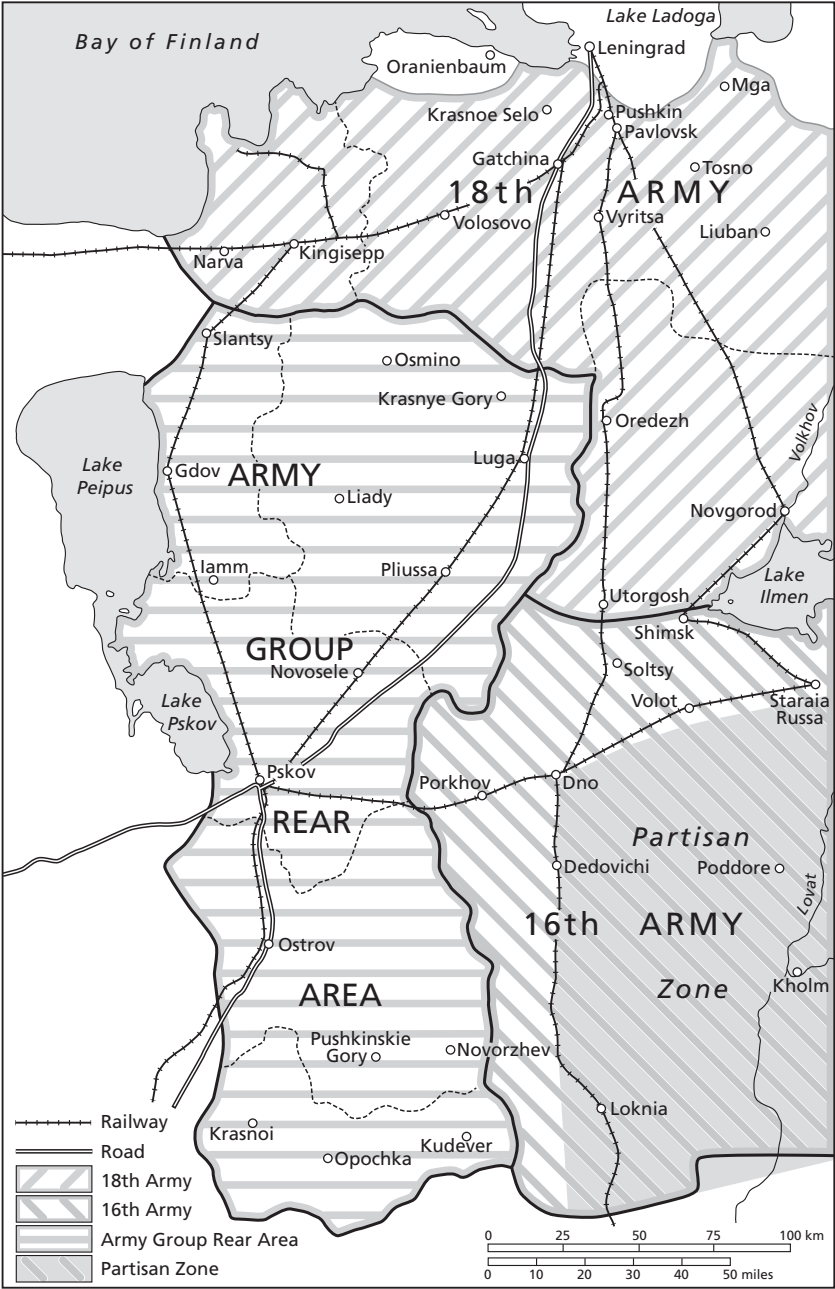 Lake Ladoga
Bay of Finland
Leningrad
Oranienbaum
Mga
Krasnoe Selo
Pushkin
Pavlovsk
Gatchina
Tosno
18th ARMY
Volosovo
Vyritsa
Liuban
Narva
Kingisepp
Slantsy
Osmino
Krasnye Gory
Oredezh
Volkhov
Lake
Peipus
Gdov
ARMY
Luga
Liady
Novgorod
Iamm
Pliussa
Lake
Ilmen
Utorgosh
Shimsk
GROUP
Novosele
Soltsy
Lake
Pskov
Volot
Staraia
Russa
Pskov
Porkhov
Dno
REAR
Partisan
Dedovichi
Poddore
Lovat
16th ARMY
Ostrov
Zone
Kholm
AREA
Pushkinskie
Gory
Novorzhev
Loknia
Krasnoi
Kudever
Opochka
Railway
Road
18th Army
16th Army
Army Group Rear Area
Partisan Zone
0 25 50 75 100 km
0 10 20 30 40 50 miles